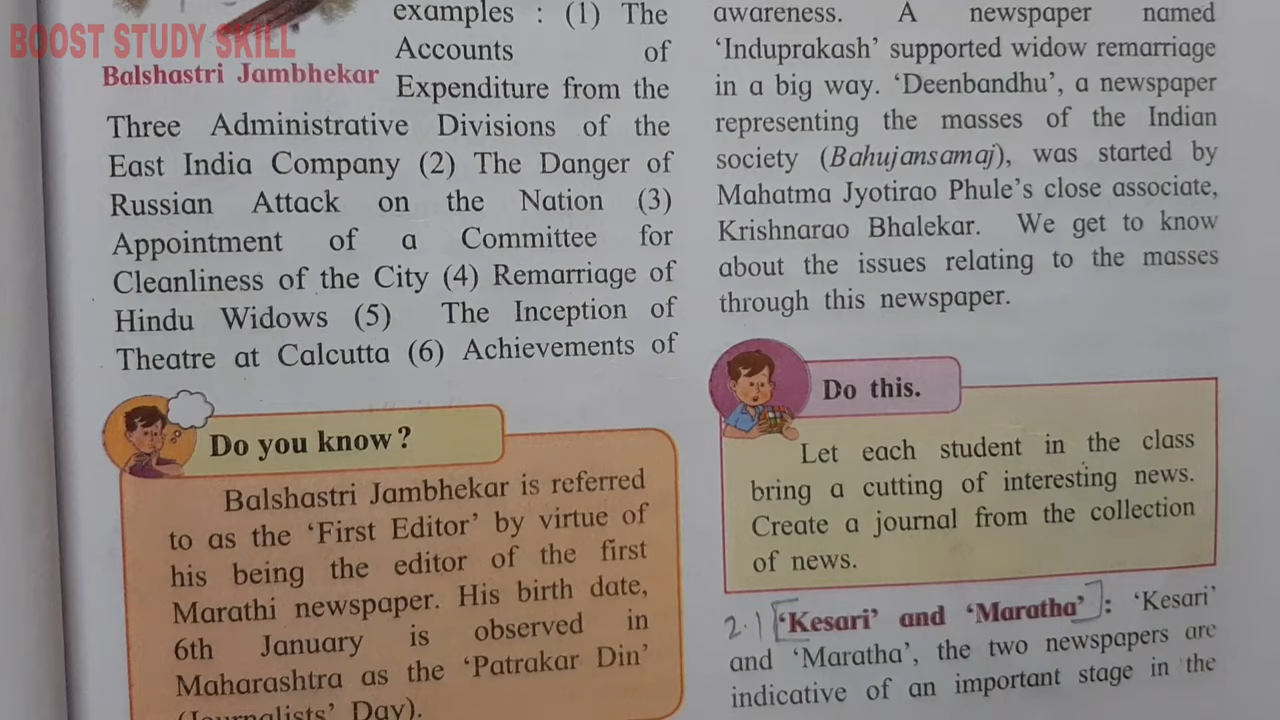 BOOST STUDY SKILL
Balshastri Jambhekar
examples : (1) The
Accounts of
Expenditure from the
Three Administrative Divisions of the
East India Company (2) The Danger of
Russian Attack on the Nation (3)
Appointment of a Committee for
Cleanliness of the City (4) Remarriage of
Hindu Widows (5) The Inception of
Theatre at Calcutta (6) Achievements of
Do you know?
Balshastri Jambhekar is referred
to as the ‘First Editor’ by virtue of
his being the editor of the first
Marathi newspaper. His birth date,
6th January is observed in
Maharashtra as the ‘Patrakar Din’
(Journalists’ Day).
awareness. A newspaper named
‘Induprakash’ supported widow remarriage
in a big way. ‘Deenbandhu’, a newspaper
representing the masses of the Indian
society (Bahujansamaj), was started by
Mahatma Jyotirao Phule’s close associate,
Krishnarao Bhalekar. We get to know
about the issues relating to the masses
through this newspaper.
Do this.
Let each student in the class
bring a cutting of interesting news.
Create a journal from the collection
of news.
2.1 [‘Kesari’ and ‘Maratha’] : ‘Kesari’
and ‘Maratha’, the two newspapers are
indicative of an important stage in the